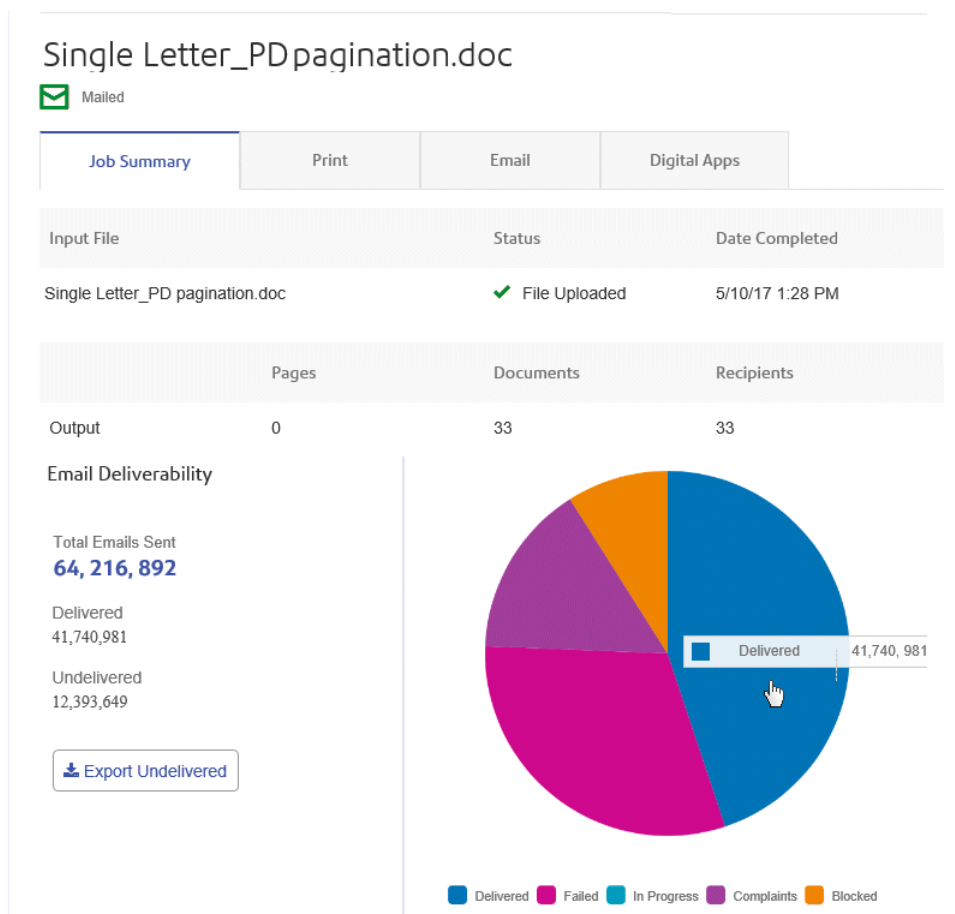 Single Letter_PD pagination.doc
Mailed
Job Summary Print Email Digital Apps
Input File Status Date Completed
Single Letter_PD pagination.doc File Uploaded 5/10/17 1:28 PM
Pages Documents Recipients
Output 0 33 33
Email Deliverability
Total Emails Sent
64, 216, 892
Delivered
41,740,981
Undelivered
12,393,649
Export Undelivered
Delivered 41,740, 981
Delivered Failed In Progress Complaints Blocked